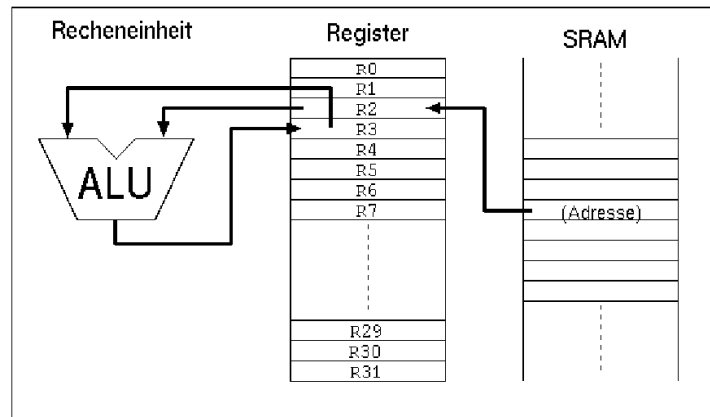 Recheneinheit
Register
SRAM
R0
R1
R2
R3
R4
R5
R6
R7
R29
R30
R31
ALU
(Adresse)